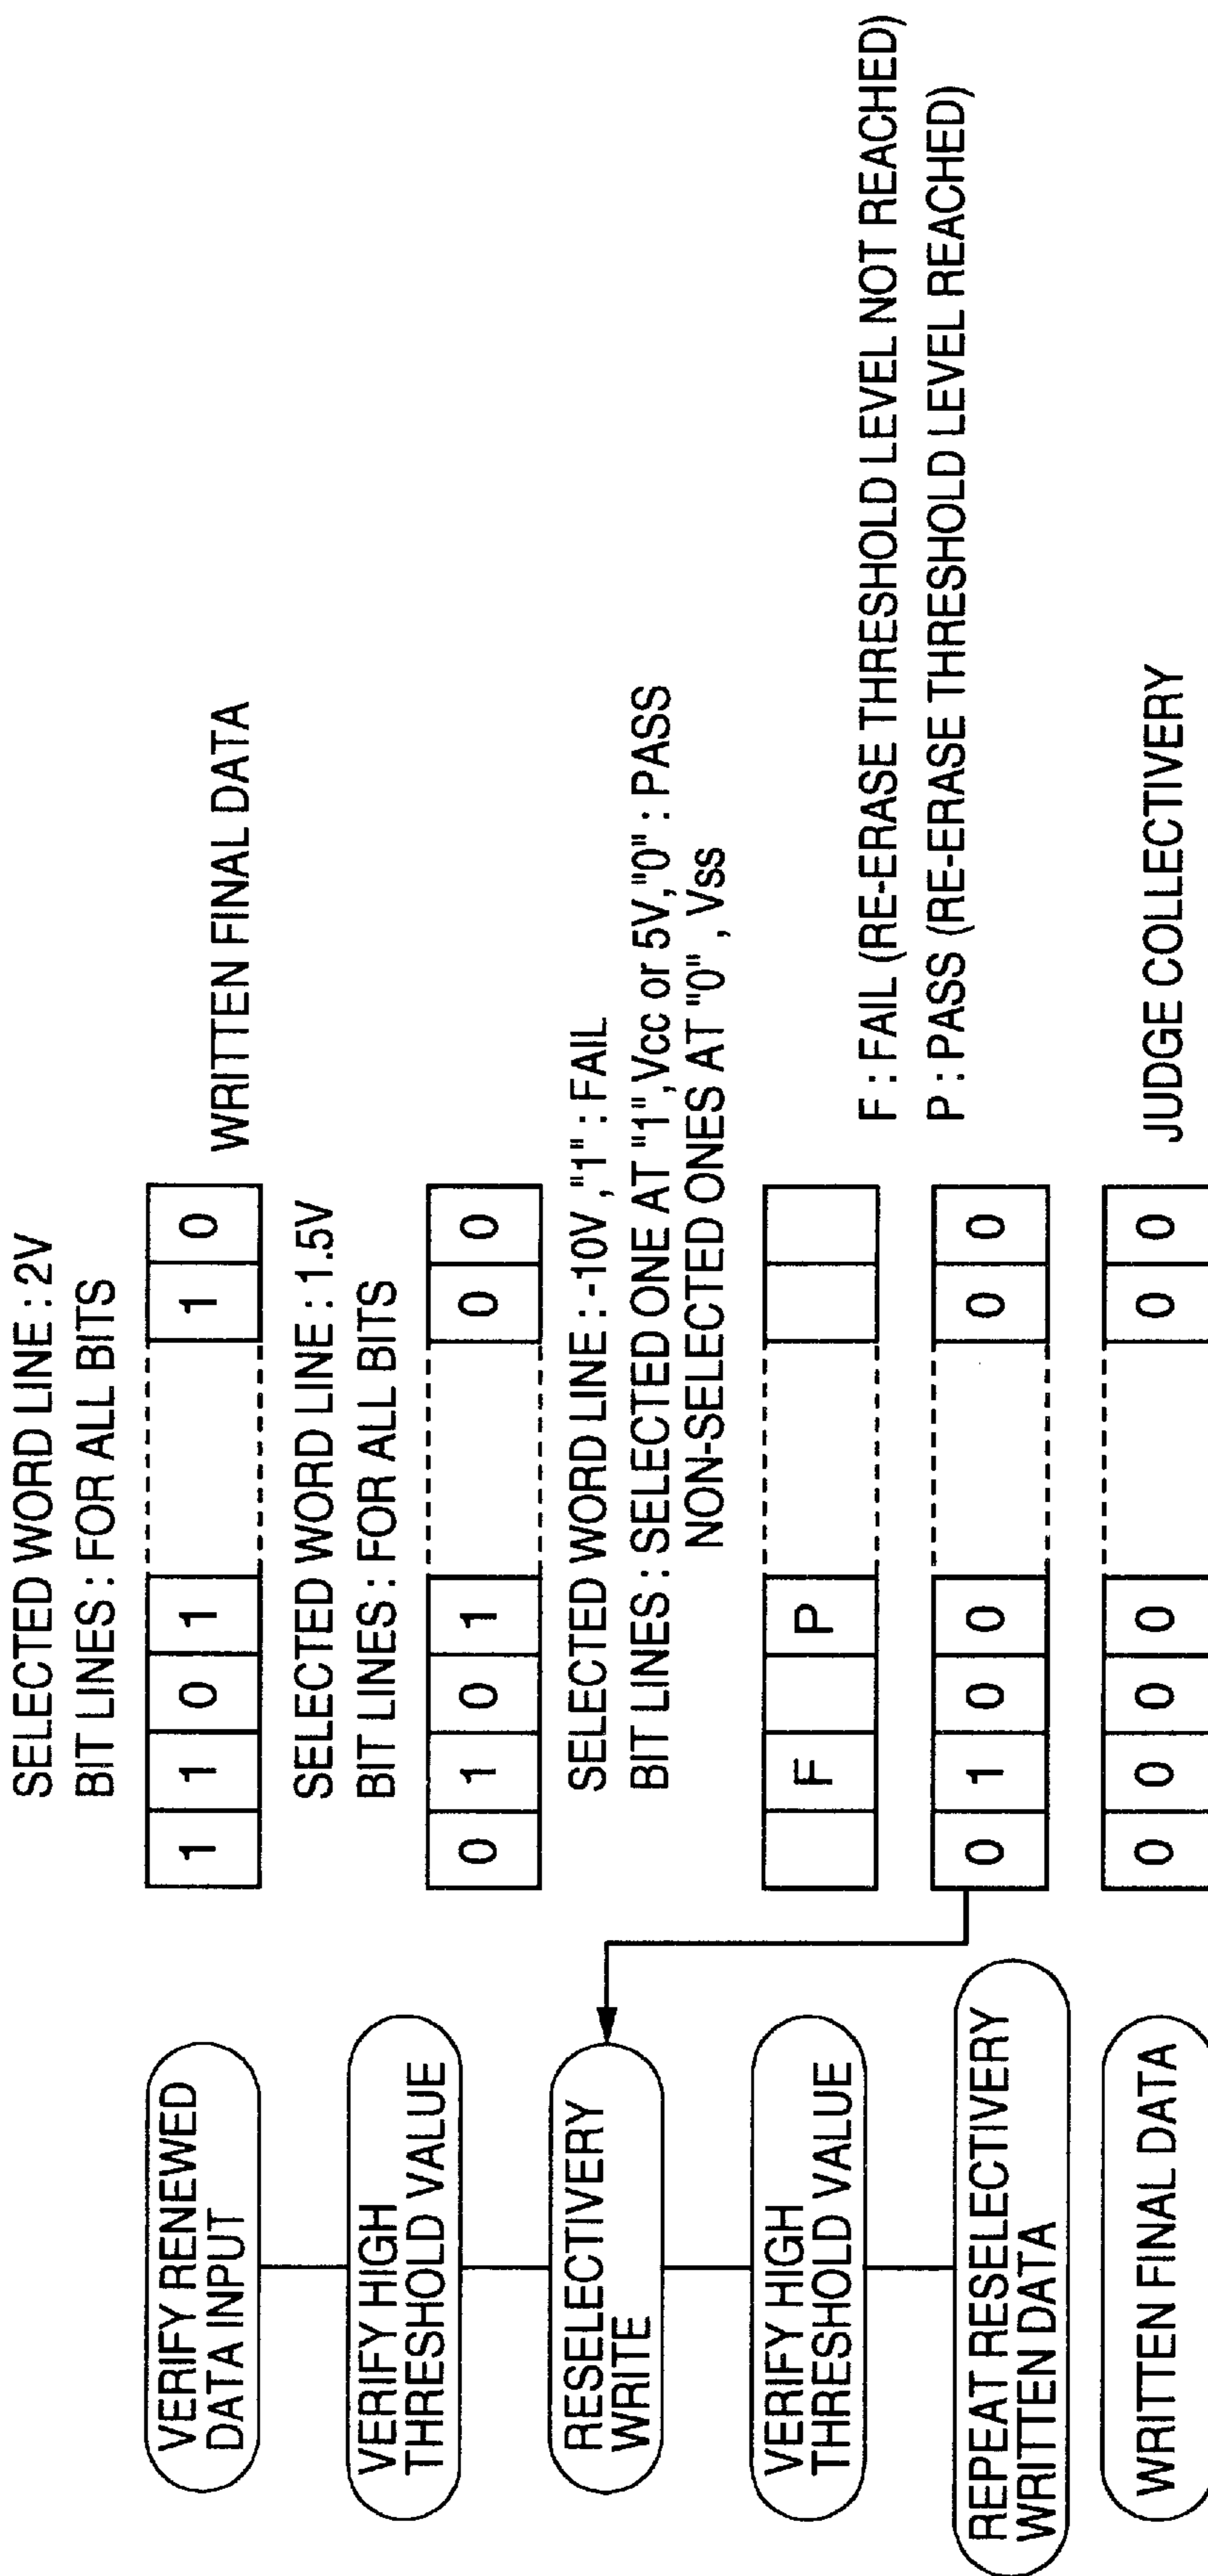 SELECTED WORD LINE : 2V
BIT LINES : FOR ALL BITS
VERIFY RENEWED
DATA INPUT
1 1 0 1 1 0
WRITTEN FINAL DATA
SELECTED WORD LINE : 1.5V
BIT LINES : FOR ALL BITS
VERIFY HIGH
THRESHOLD VALUE
0 1 0 1 0 0
SELECTED WORD LINE : -10V , "1" : FAIL
BIT LINES : SELECTED ONE AT "1",Vcc or 5V,"0" : PASS
NON-SELECTED ONES AT "0" , Vss
RESELECTIVERY
WRITE
VERIFY HIGH
THRESHOLD VALUE
F P
F : FAIL (RE-ERASE THRESHOLD LEVEL NOT REACHED)
P : PASS (RE-ERASE THRESHOLD LEVEL REACHED)
REPEAT RESELECTIVERY
WRITTEN DATA
0 1 0 0 0 0
WRITTEN FINAL DATA
0 0 0 0 0 0
JUDGE COLLECTIVERY